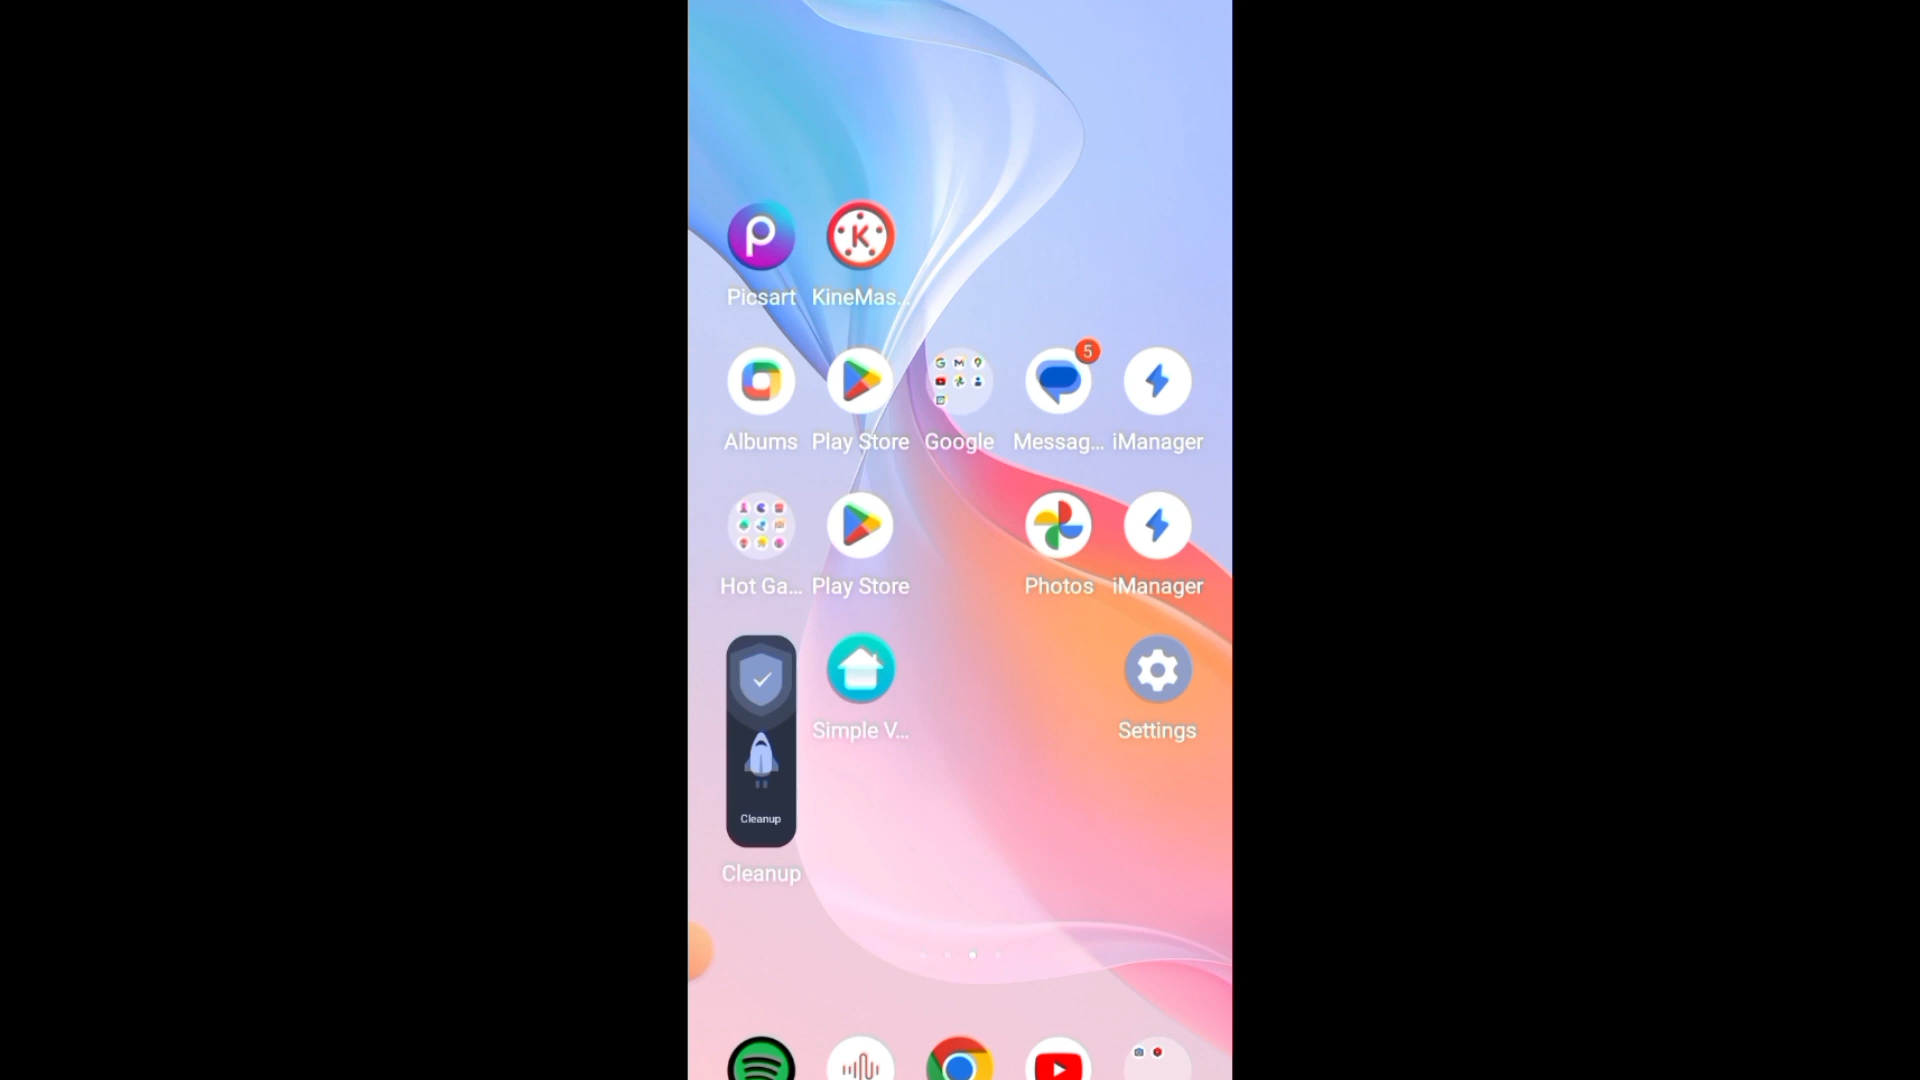 Picsart KineMas...
5
Albums Play Store Google Messag... iManager
Hot Ga... Play Store Photos iManager
Simple V... Settings
Cleanup
Cleanup